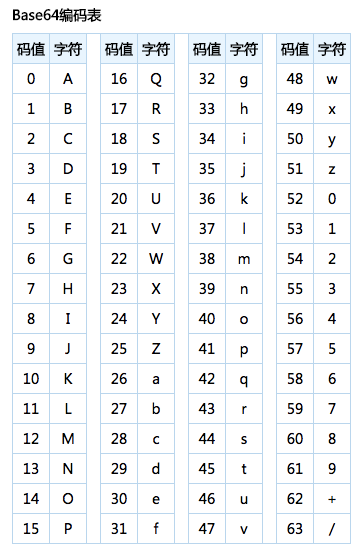 Base64编码表
码值 字符 码值 字符 码值 字符 码值 字符
0 A 16 Q 32 g 48 w
1 B 17 R 33 h 49 x
2 C 18 S 34 i 50 y
3 D 19 T 35 j 51 z
4 E 20 U 36 k 52 0
5 F 21 V 37 l 53 1
6 G 22 W 38 m 54 2
7 H 23 X 39 n 55 3
8 I 24 Y 40 o 56 4
9 J 25 Z 41 p 57 5
10 K 26 a 42 q 58 6
11 L 27 b 43 r 59 7
12 M 28 c 44 s 60 8
13 N 29 d 45 t 61 9
14 O 30 e 46 u 62 +
15 P 31 f 47 v 63 /